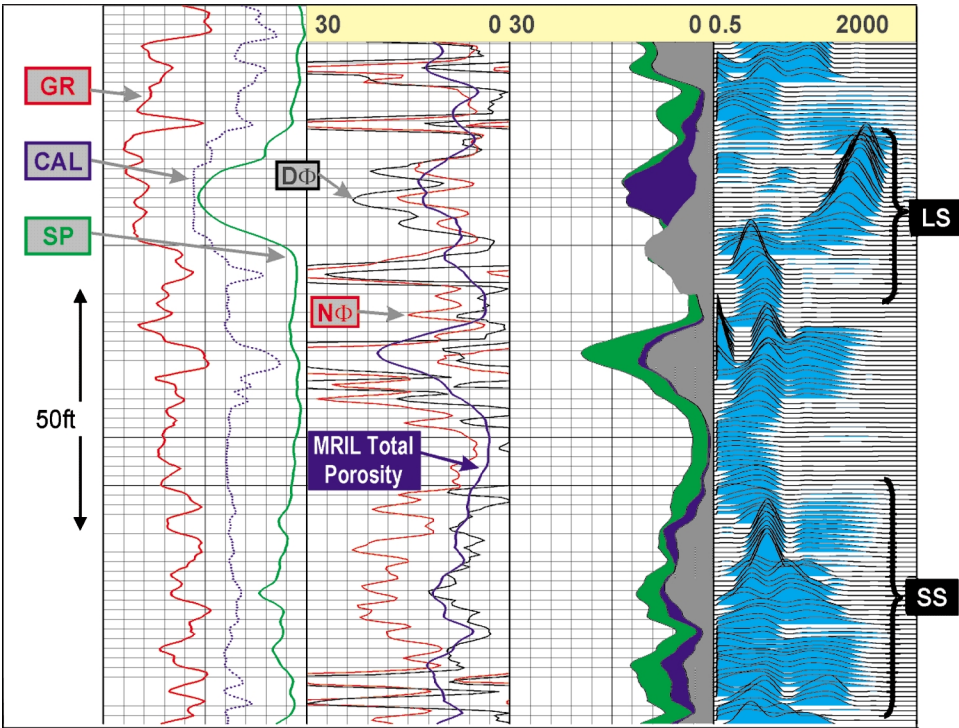 30
0 30
0 0.5
2000
GR
CAL
SP
DΦ
LS
NΦ
50ft
MRIL Total
Porosity
SS